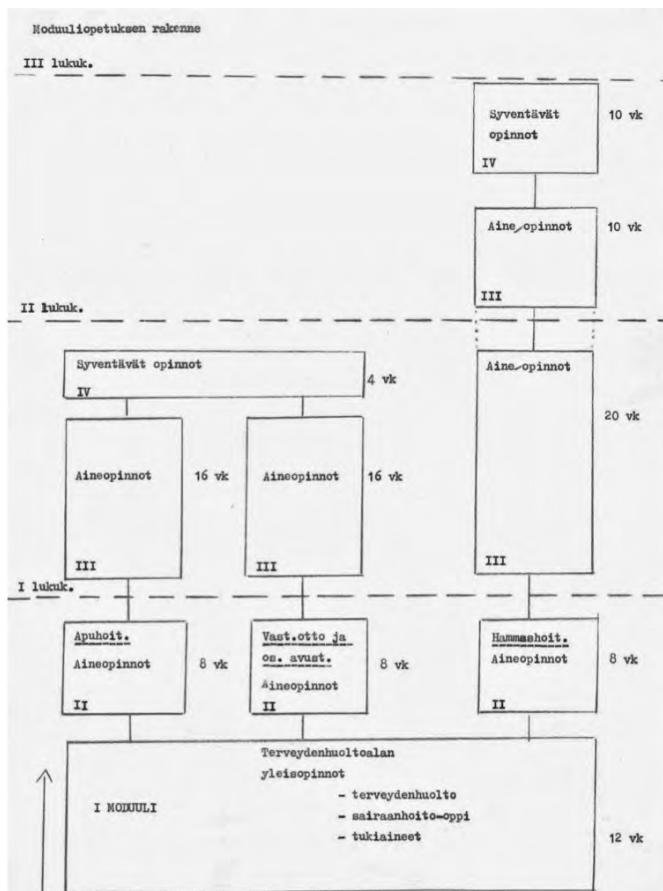 Moduuliopetuksen rakenne
III lukuk.
Syventävät
opinnot
IV
10 vk
Aine opinnot
III
10 vk
II lukuk.
Syventävät opinnot
IV
4 vk
Aineopinnot
III
16 vk
Aineopinnot
III
16 vk
Aine opinnot
III
20 vk
I lukuk.
Apuhoit.
Aineopinnot
II
8 vk
Vast.otto ja
os. avust.
Aineopinnot
II
8 vk
Hammashoit.
Aineopinnot
II
8 vk
Terveydenhuoltoalan
yleisopinnot
- terveydenhuolto
- sairaanhoito-oppi
- tukiaineet
I MODUULI
12 vk